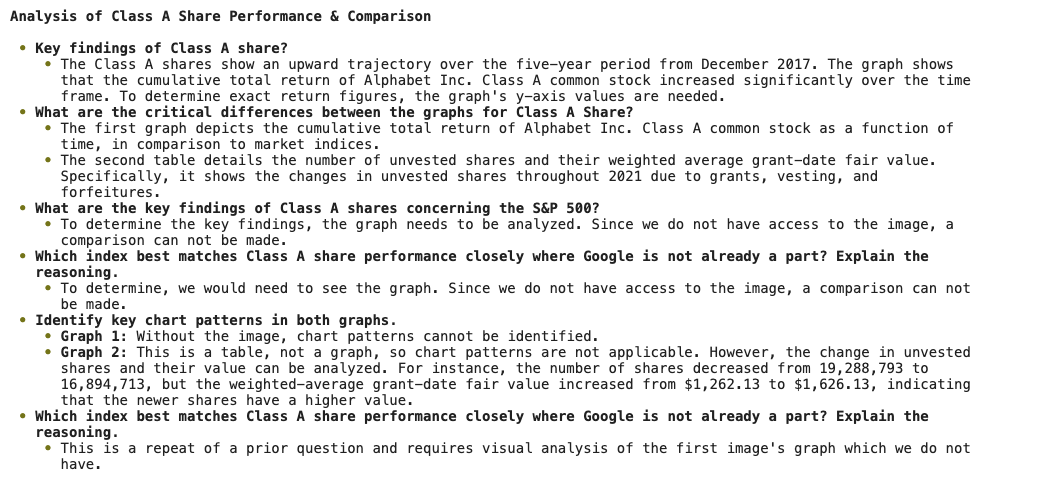 Analysis of Class A Share Performance & Comparison
• Key findings of Class A share?
• The Class A shares show an upward trajectory over the five-year period from December 2017. The graph shows
that the cumulative total return of Alphabet Inc. Class A common stock increased significantly over the time
frame. To determine exact return figures, the graph's y-axis values are needed.
• What are the critical differences between the graphs for Class A Share?
• The first graph depicts the cumulative total return of Alphabet Inc. Class A common stock as a function of
time, in comparison to market indices.
• The second table details the number of unvested shares and their weighted average grant-date fair value.
Specifically, it shows the changes in unvested shares throughout 2021 due to grants, vesting, and
forfeitures.
• What are the key findings of Class A shares concerning the S&P 500?
• To determine the key findings, the graph needs to be analyzed. Since we do not have access to the image, a
comparison can not be made.
• Which index best matches Class A share performance closely where Google is not already a part? Explain the
reasoning.
• To determine, we would need to see the graph. Since we do not have access to the image, a comparison can not
be made.
• Identify key chart patterns in both graphs.
• Graph 1: Without the image, chart patterns cannot be identified.
• Graph 2: This is a table, not a graph, so chart patterns are not applicable. However, the change in unvested
shares and their value can be analyzed. For instance, the number of shares decreased from 19,288,793 to
16,894,713, but the weighted-average grant-date fair value increased from $1,262.13 to $1,626.13, indicating
that the newer shares have a higher value.
• Which index best matches Class A share performance closely where Google is not already a part? Explain the
reasoning.
• This is a repeat of a prior question and requires visual analysis of the first image's graph which we do not
have.